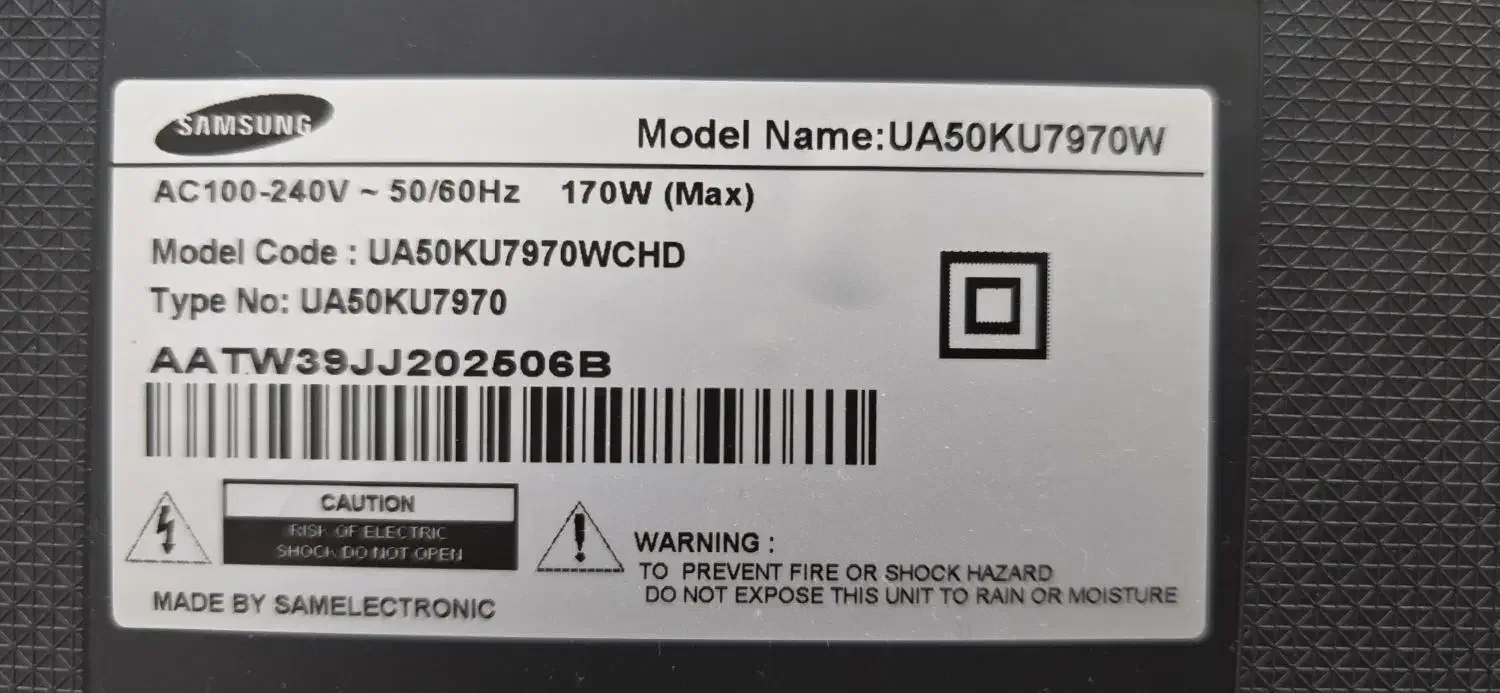 SAMSUNG
Model Name:UA50KU7970W
AC100-240V ~ 50/60Hz 170W (Max)
Model Code : UA50KU7970WCHD
Type No: UA50KU7970
AATW39JJ202506B
CAUTION
RISK OF ELECTRIC
SHOCK DO NOT OPEN
WARNING :
TO PREVENT FIRE OR SHOCK HAZARD
DO NOT EXPOSE THIS UNIT TO RAIN OR MOISTURE
MADE BY SAMELECTRONIC